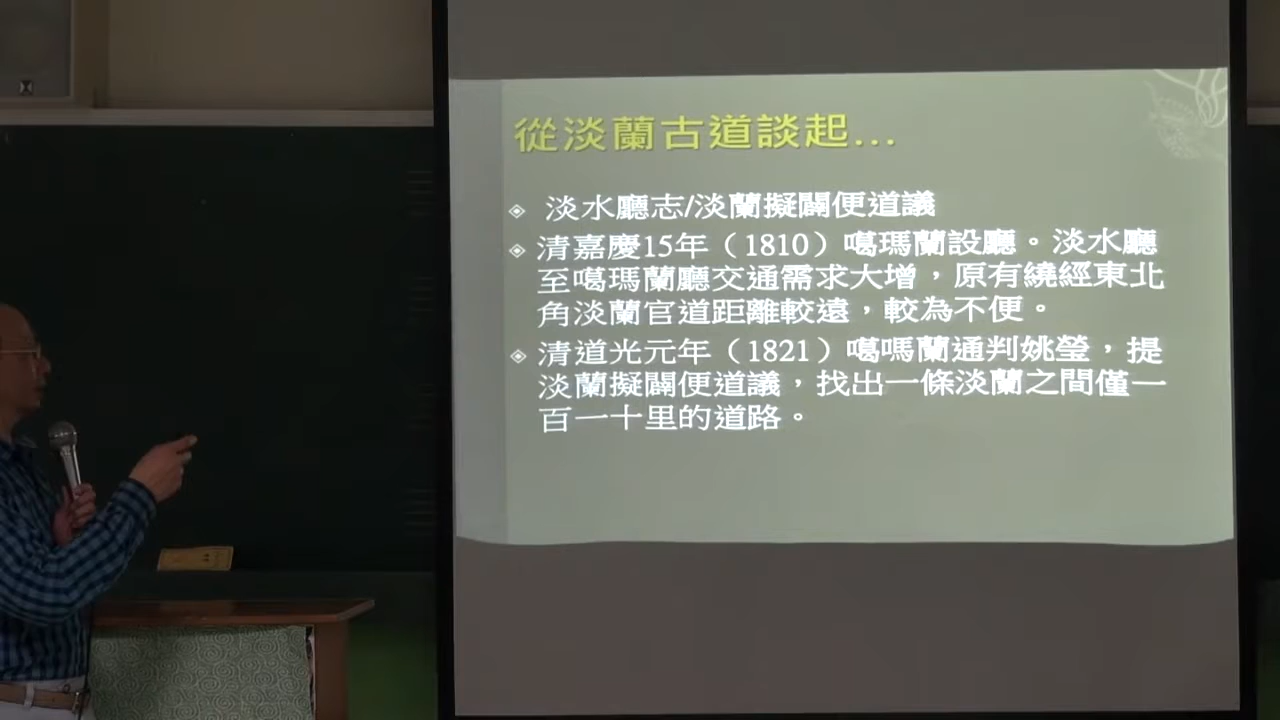 從淡蘭古道談起...
淡水廳志/淡蘭擬闢便道議
清嘉慶15年（1810）噶瑪蘭設廳。淡水廳
至噶瑪蘭廳交通需求大增，原有繞經東北
角淡蘭官道距離較遠，較為不便。
清道光元年（1821）噶嗎蘭通判姚瑩，提
淡蘭擬闢便道議，找出一條淡蘭之間僅一
百一十里的道路。